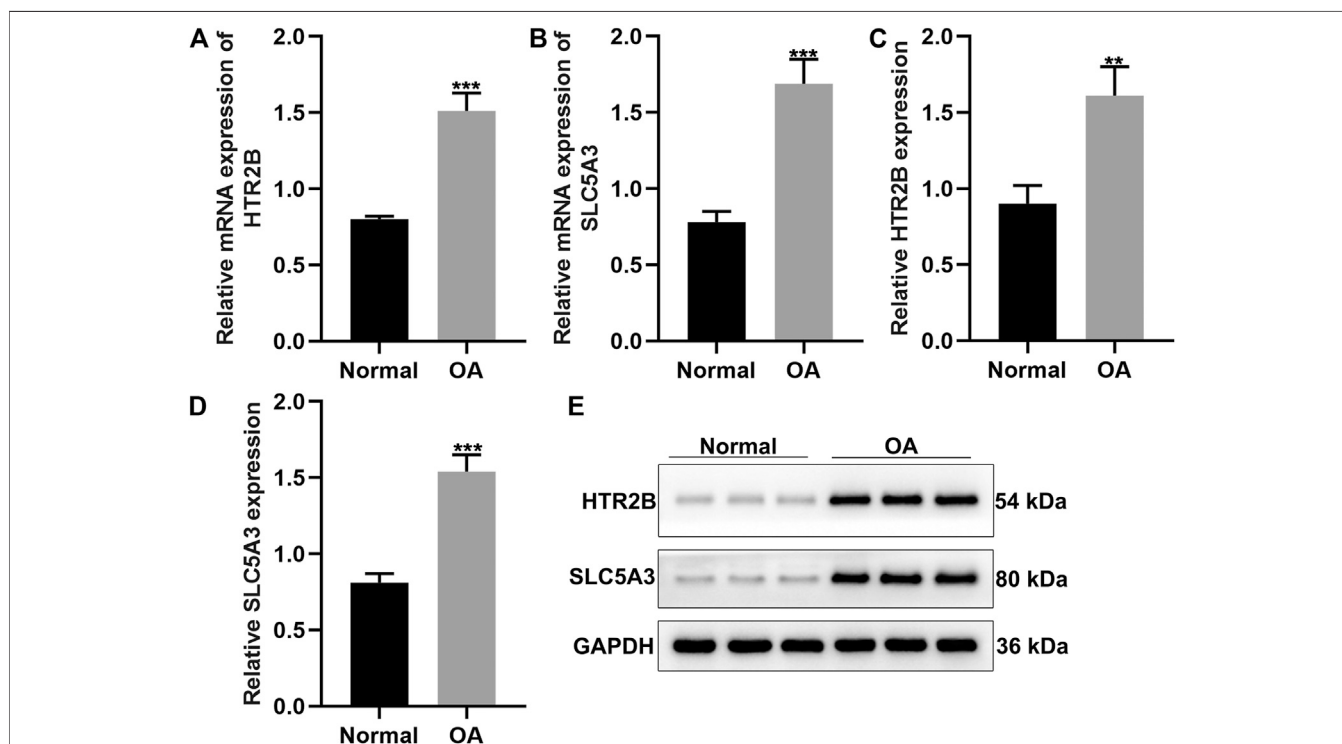 A
Relative mRNA expression of
HTR2B
2.0
1.5
1.0
0.5
0.0
***
Normal OA
B
Relative mRNA expression of
SLC5A3
2.0
1.5
1.0
0.5
0.0
***
Normal OA
C
Relative HTR2B expression
2.0
1.5
1.0
0.5
0.0
**
Normal OA
D
Relative SLC5A3 expression
2.0
1.5
1.0
0.5
0.0
***
Normal OA
E
Normal OA
HTR2B 54 kDa
SLC5A3 80 kDa
GAPDH 36 kDa